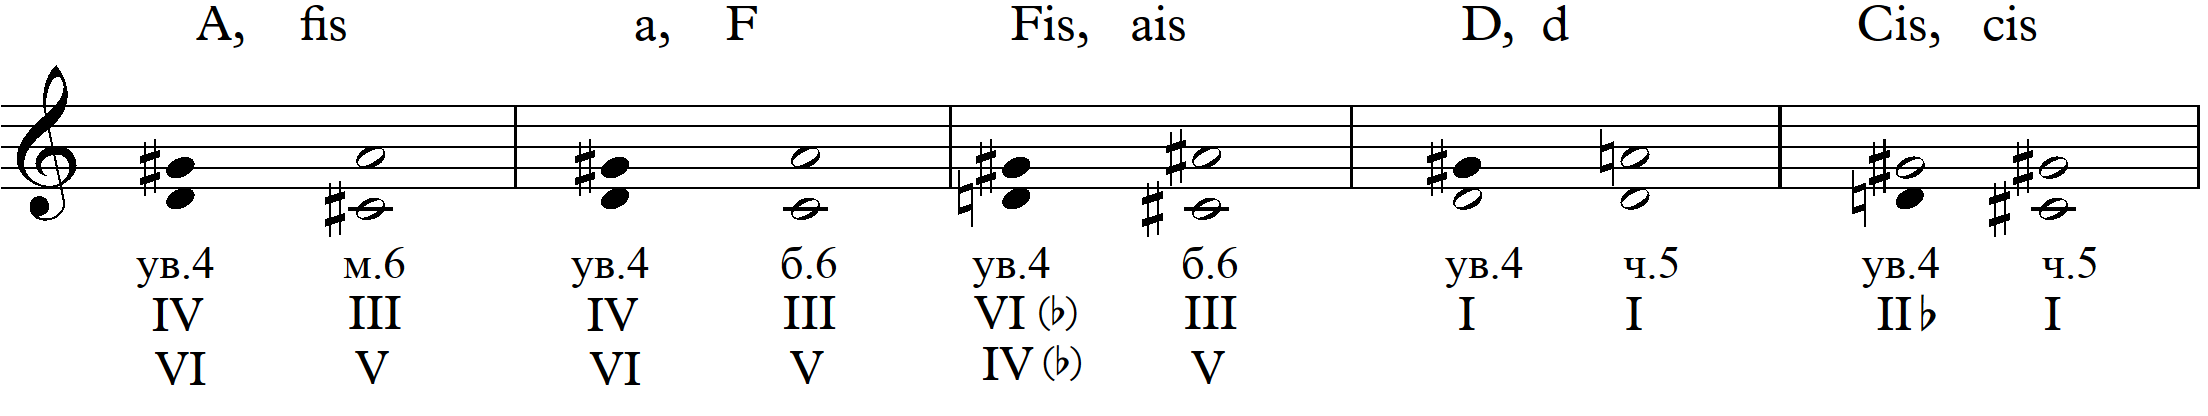 A, fis a, F Fis, ais D, d Cis, cis
ув.4 м.6 ув.4 б.6 ув.4 б.6 ув.4 ч.5 ув.4 ч.5
IV III IV III VI (♭) III I I II♭ I
VI V VI V IV (♭) V